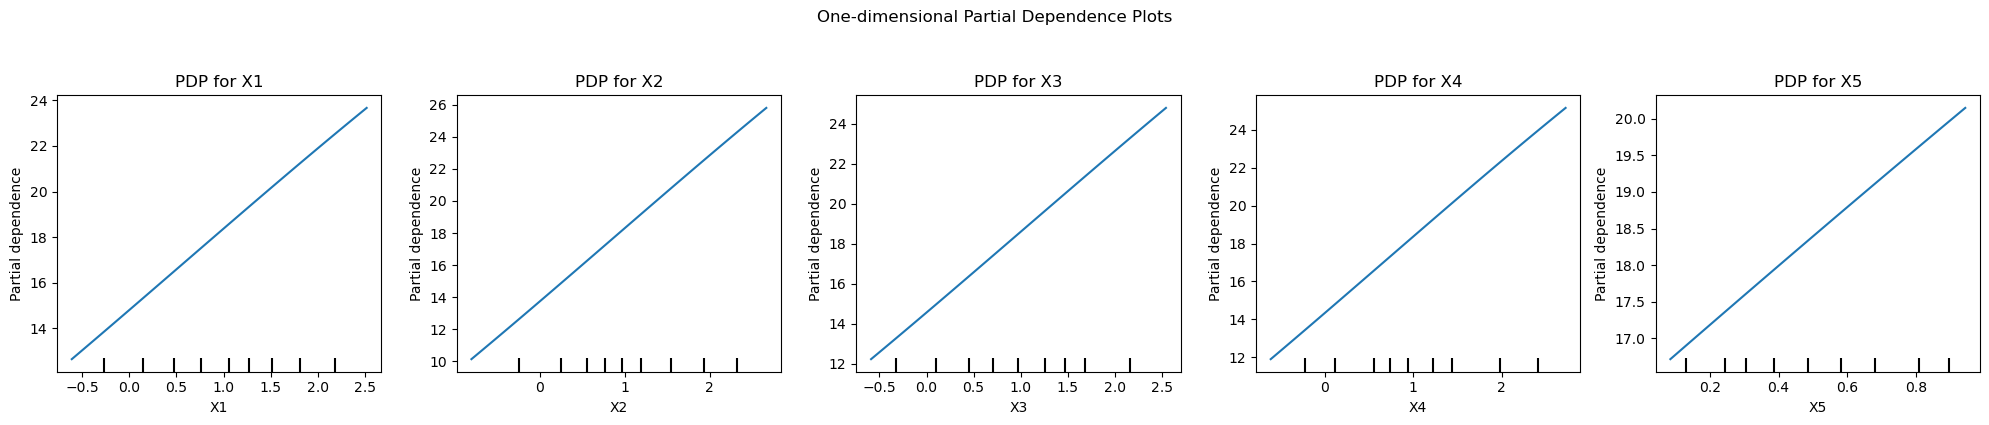 One-dimensional Partial Dependence Plots
PDP for X1
24
22
20
18
16
14
Partial dependence
−0.5 0.0 0.5 1.0 1.5 2.0 2.5
X1
PDP for X2
26
24
22
20
18
16
14
12
10
Partial dependence
0 1 2
X2
PDP for X3
24
22
20
18
16
14
12
Partial dependence
−0.5 0.0 0.5 1.0 1.5 2.0 2.5
X3
PDP for X4
24
22
20
18
16
14
12
Partial dependence
0 1 2
X4
PDP for X5
20.0
19.5
19.0
18.5
18.0
17.5
17.0
Partial dependence
0.2 0.4 0.6 0.8
X5